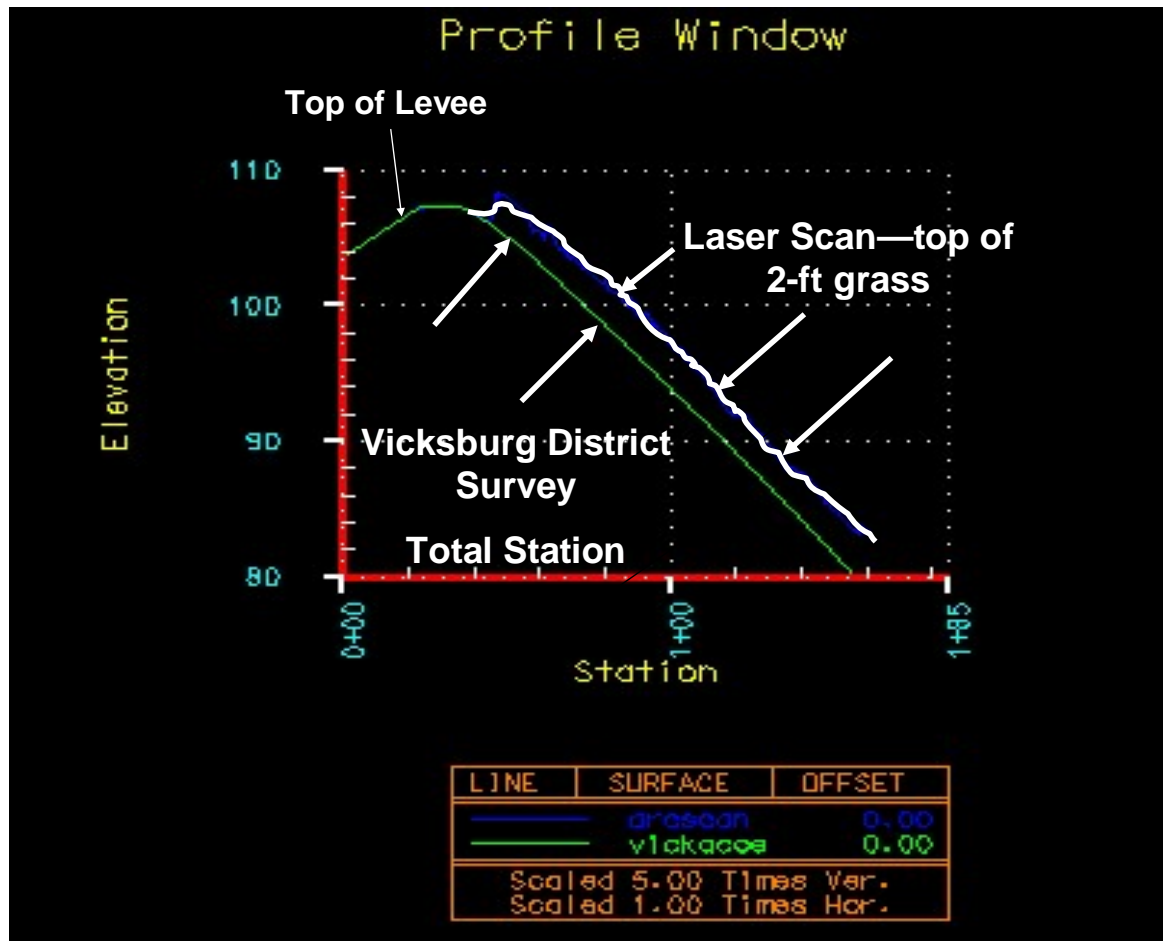 Profile Window
Top of Levee
110
Laser Scan—top of
2-ft grass
100
Elevation
90
Vicksburg District
Survey
Total Station
80
0+00
1+00
1+85
Station
LINE SURFACE OFFSET
arascan 0.00
vickacoe 0.00
Scaled 5.00 Times Ver.
Scaled 1.00 Times Hor.